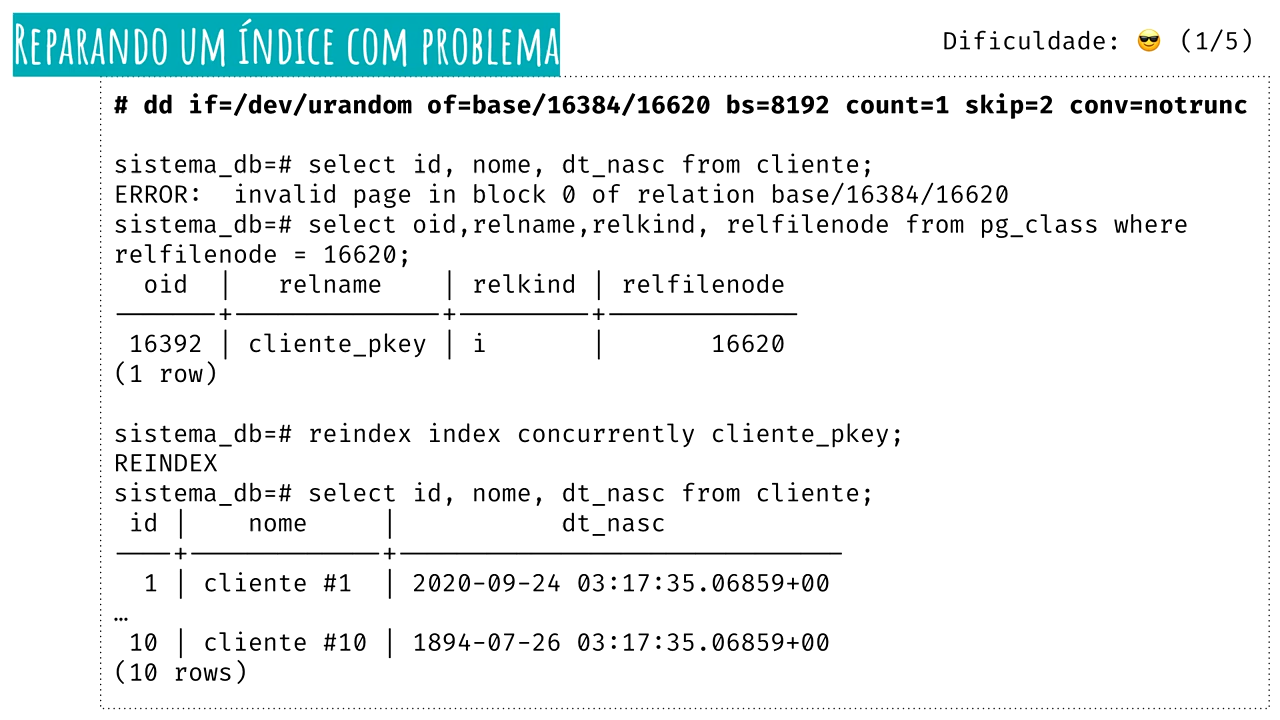 Reparando um índice com problema
Dificuldade: 😎 (1/5)
# dd if=/dev/urandom of=base/16384/16620 bs=8192 count=1 skip=2 conv=notrunc
sistema_db=# select id, nome, dt_nasc from cliente;
ERROR:  invalid page in block 0 of relation base/16384/16620
sistema_db=# select oid,relname,relkind, relfilenode from pg_class where
relfilenode = 16620;
  oid  |   relname    | relkind | relfilenode
-------+--------------+---------+-------------
 16392 | cliente_pkey | i       |       16620
(1 row)
sistema_db=# reindex index concurrently cliente_pkey;
REINDEX
sistema_db=# select id, nome, dt_nasc from cliente;
 id |    nome     |           dt_nasc
----+-------------+------------------------------
  1 | cliente #1  | 2020-09-24 03:17:35.06859+00
…
 10 | cliente #10 | 1894-07-26 03:17:35.06859+00
(10 rows)